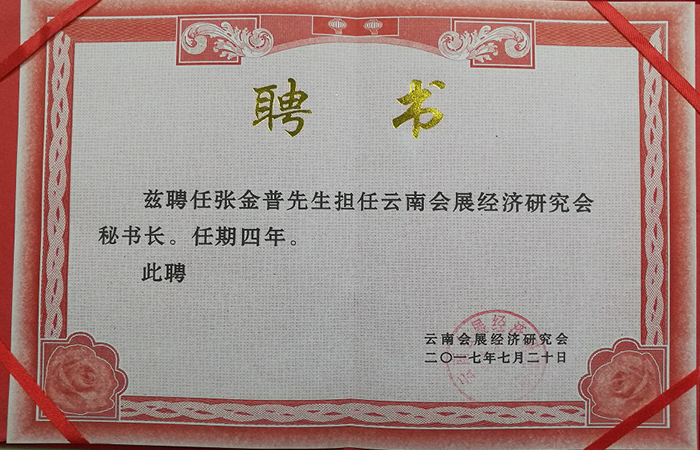 聘书
兹聘任张金普先生担任云南会展经济研究会
秘书长。任期四年。
此聘
云南会展经济研究会
二〇一七年七月二十日